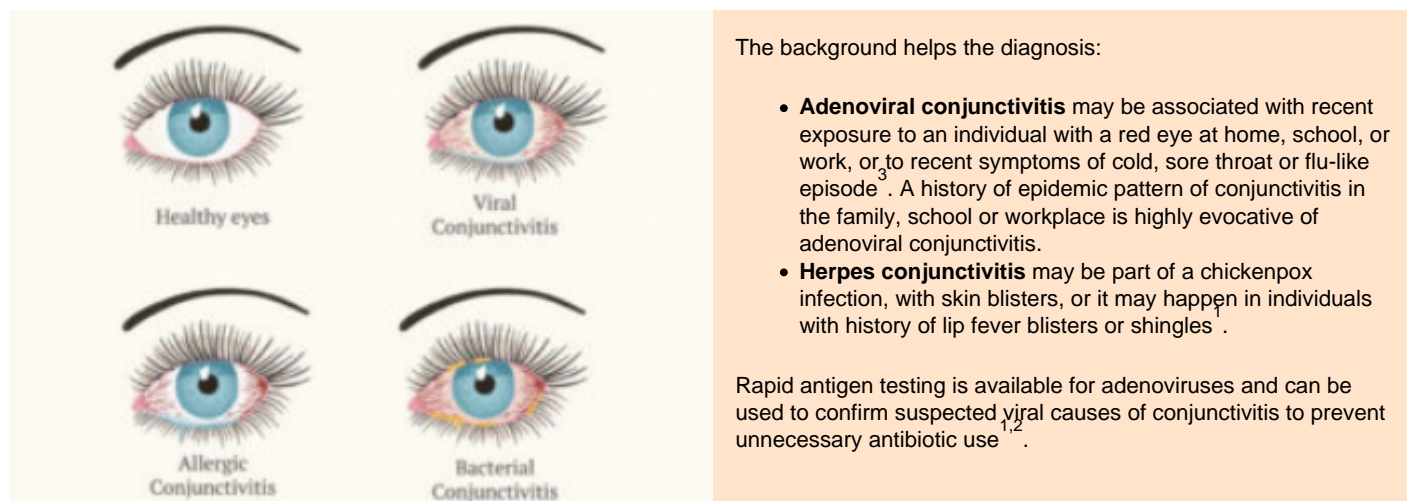 Healthy eyes
Viral
Conjunctivitis
Allergic
Conjunctivitis
Bacterial
Conjunctivitis
The background helps the diagnosis:
• Adenoviral conjunctivitis may be associated with recent
exposure to an individual with a red eye at home, school, or
work, or to recent symptoms of cold, sore throat or flu-like
episode3. A history of epidemic pattern of conjunctivitis in
the family, school or workplace is highly evocative of
adenoviral conjunctivitis.
• Herpes conjunctivitis may be part of a chickenpox
infection, with skin blisters, or it may happen in individuals
with history of lip fever blisters or shingles1.
Rapid antigen testing is available for adenoviruses and can be
used to confirm suspected viral causes of conjunctivitis to prevent
unnecessary antibiotic use1,2.